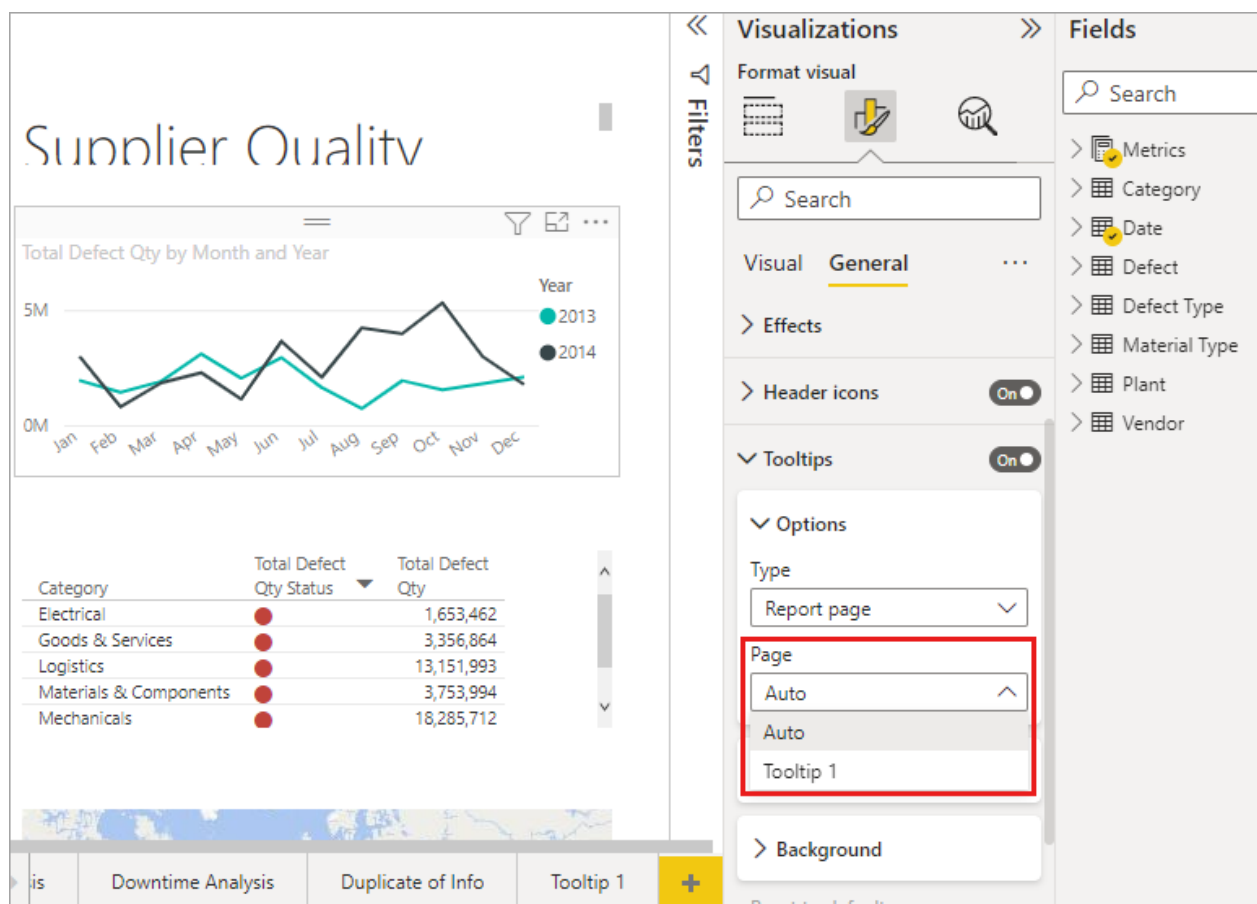 Supplier Quality
Total Defect Qty by Month and Year
5M
0M
Jan Feb Mar Apr May Jun Jul Aug Sep Oct Nov Dec
Year
2013
2014
Category Total Defect Qty Status Total Defect Qty
Electrical 1,653,462
Goods & Services 3,356,864
Logistics 13,151,993
Materials & Components 3,753,994
Mechanicals 18,285,712
sis Downtime Analysis Duplicate of Info Tooltip 1 +
Filters
Visualizations
Format visual
Search
Visual General
Effects
Header icons On
Tooltips On
Options
Type
Report page
Page
Auto
Auto
Tooltip 1
Background
Fields
Search
Metrics
Category
Date
Defect
Defect Type
Material Type
Plant
Vendor